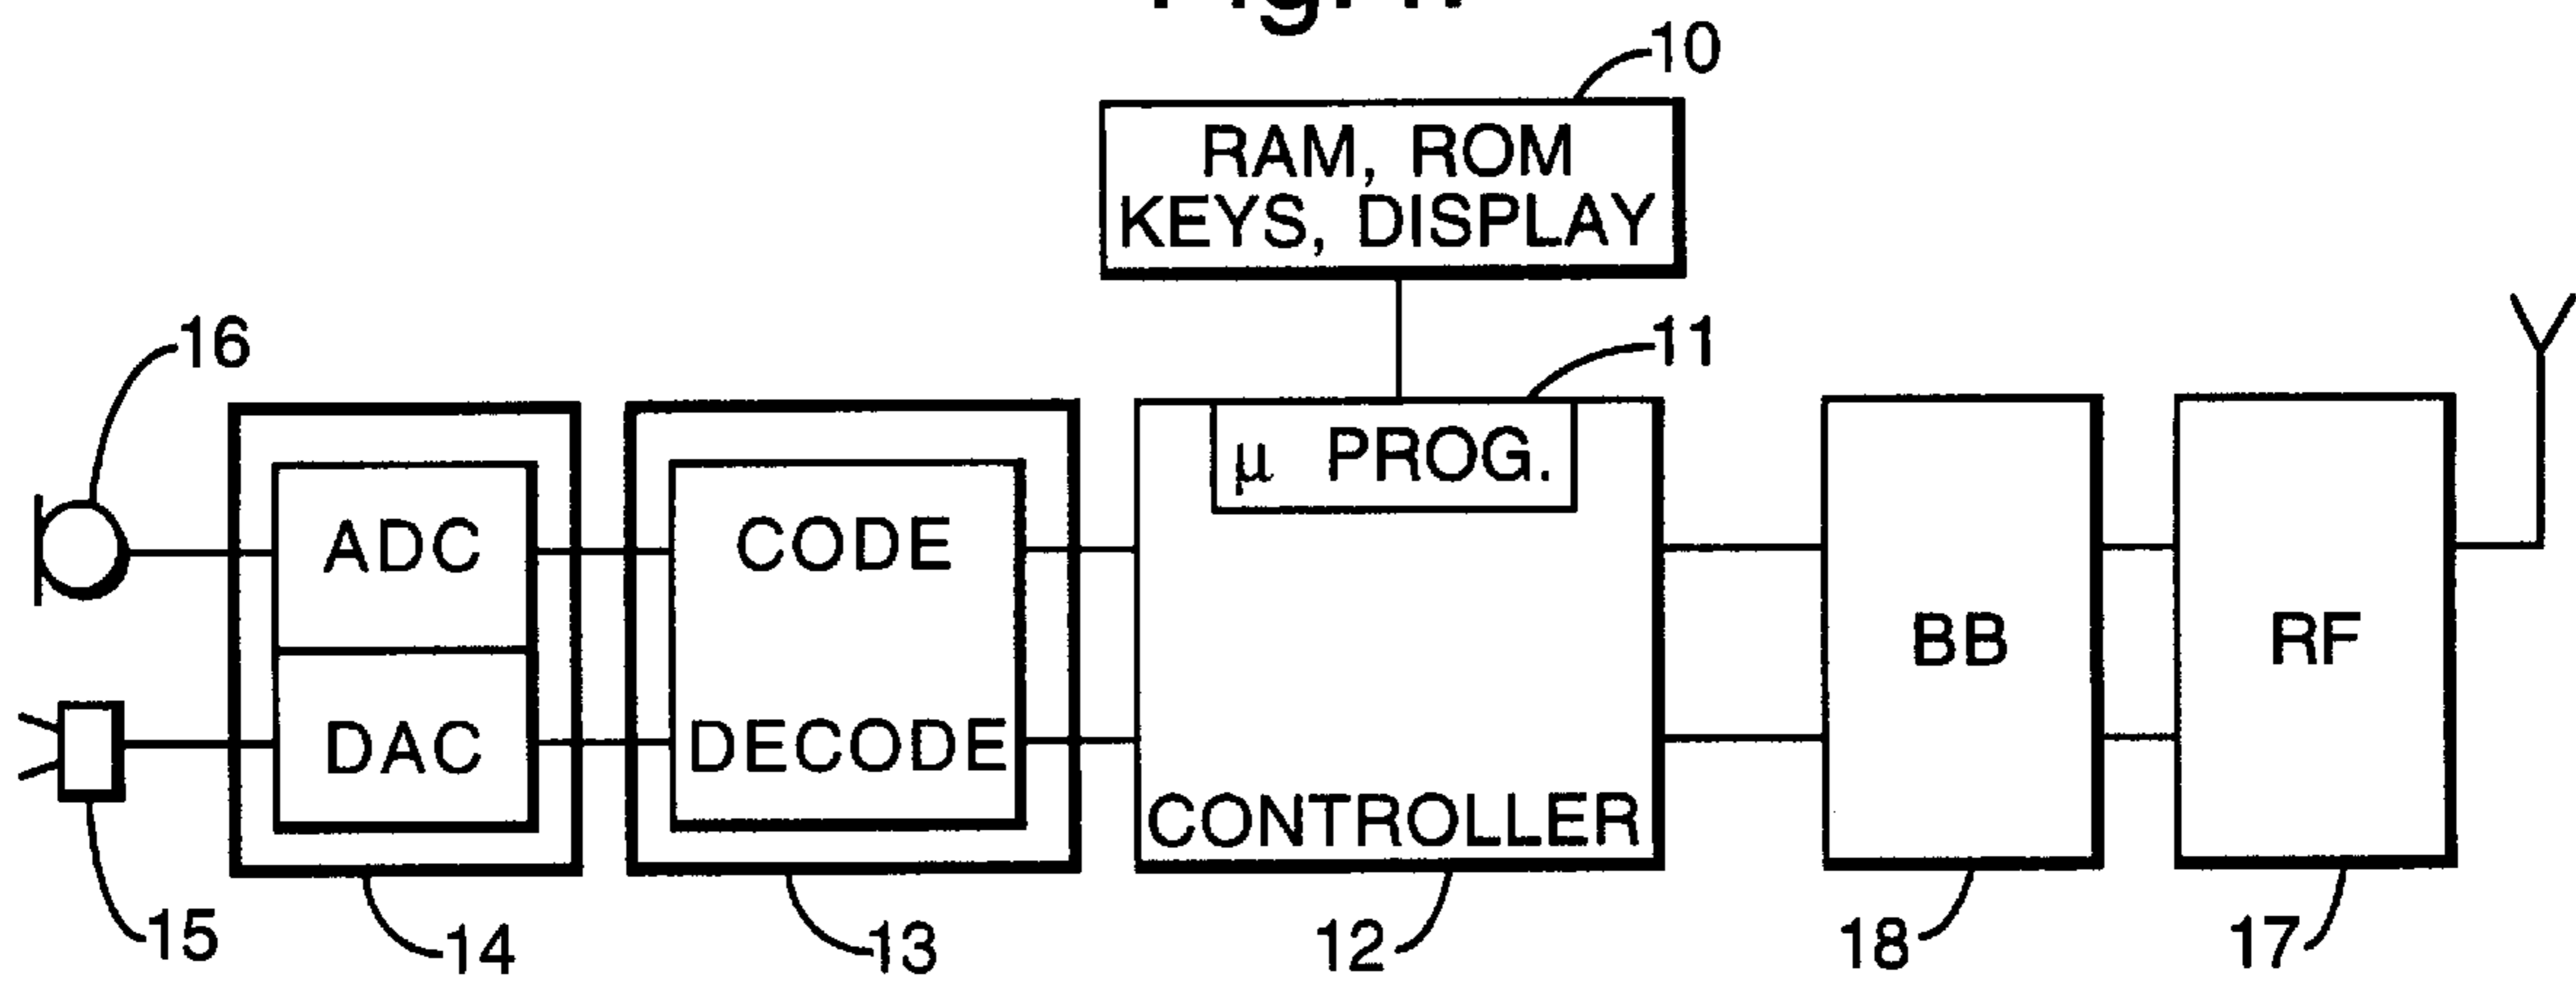 10
RAM, ROM
KEYS, DISPLAY
16
11
μ PROG.
ADC
CODE
BB
RF
DAC
DECODE
CONTROLLER
15
14
13
12
18
17